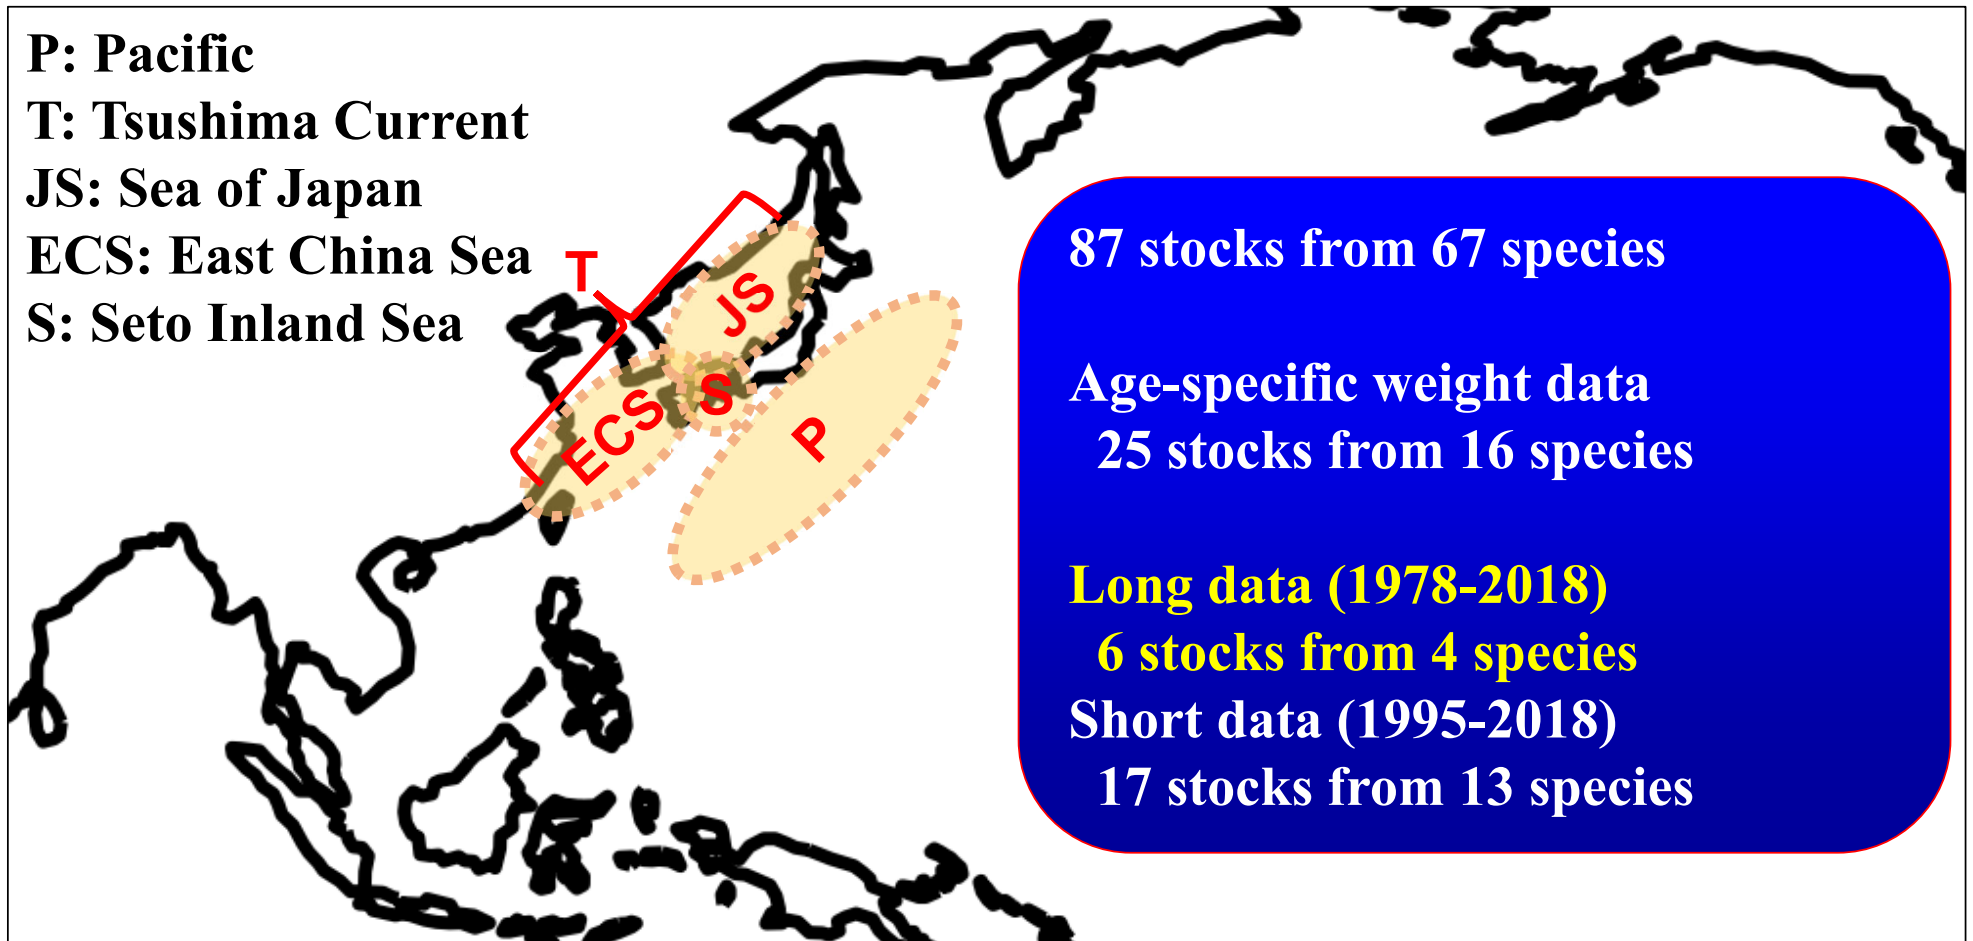 P: Pacific
T: Tsushima Current
JS: Sea of Japan
ECS: East China Sea
S: Seto Inland Sea
T
JS
S
ECS
P
87 stocks from 67 species
Age-specific weight data
25 stocks from 16 species
Long data (1978-2018)
6 stocks from 4 species
Short data (1995-2018)
17 stocks from 13 species